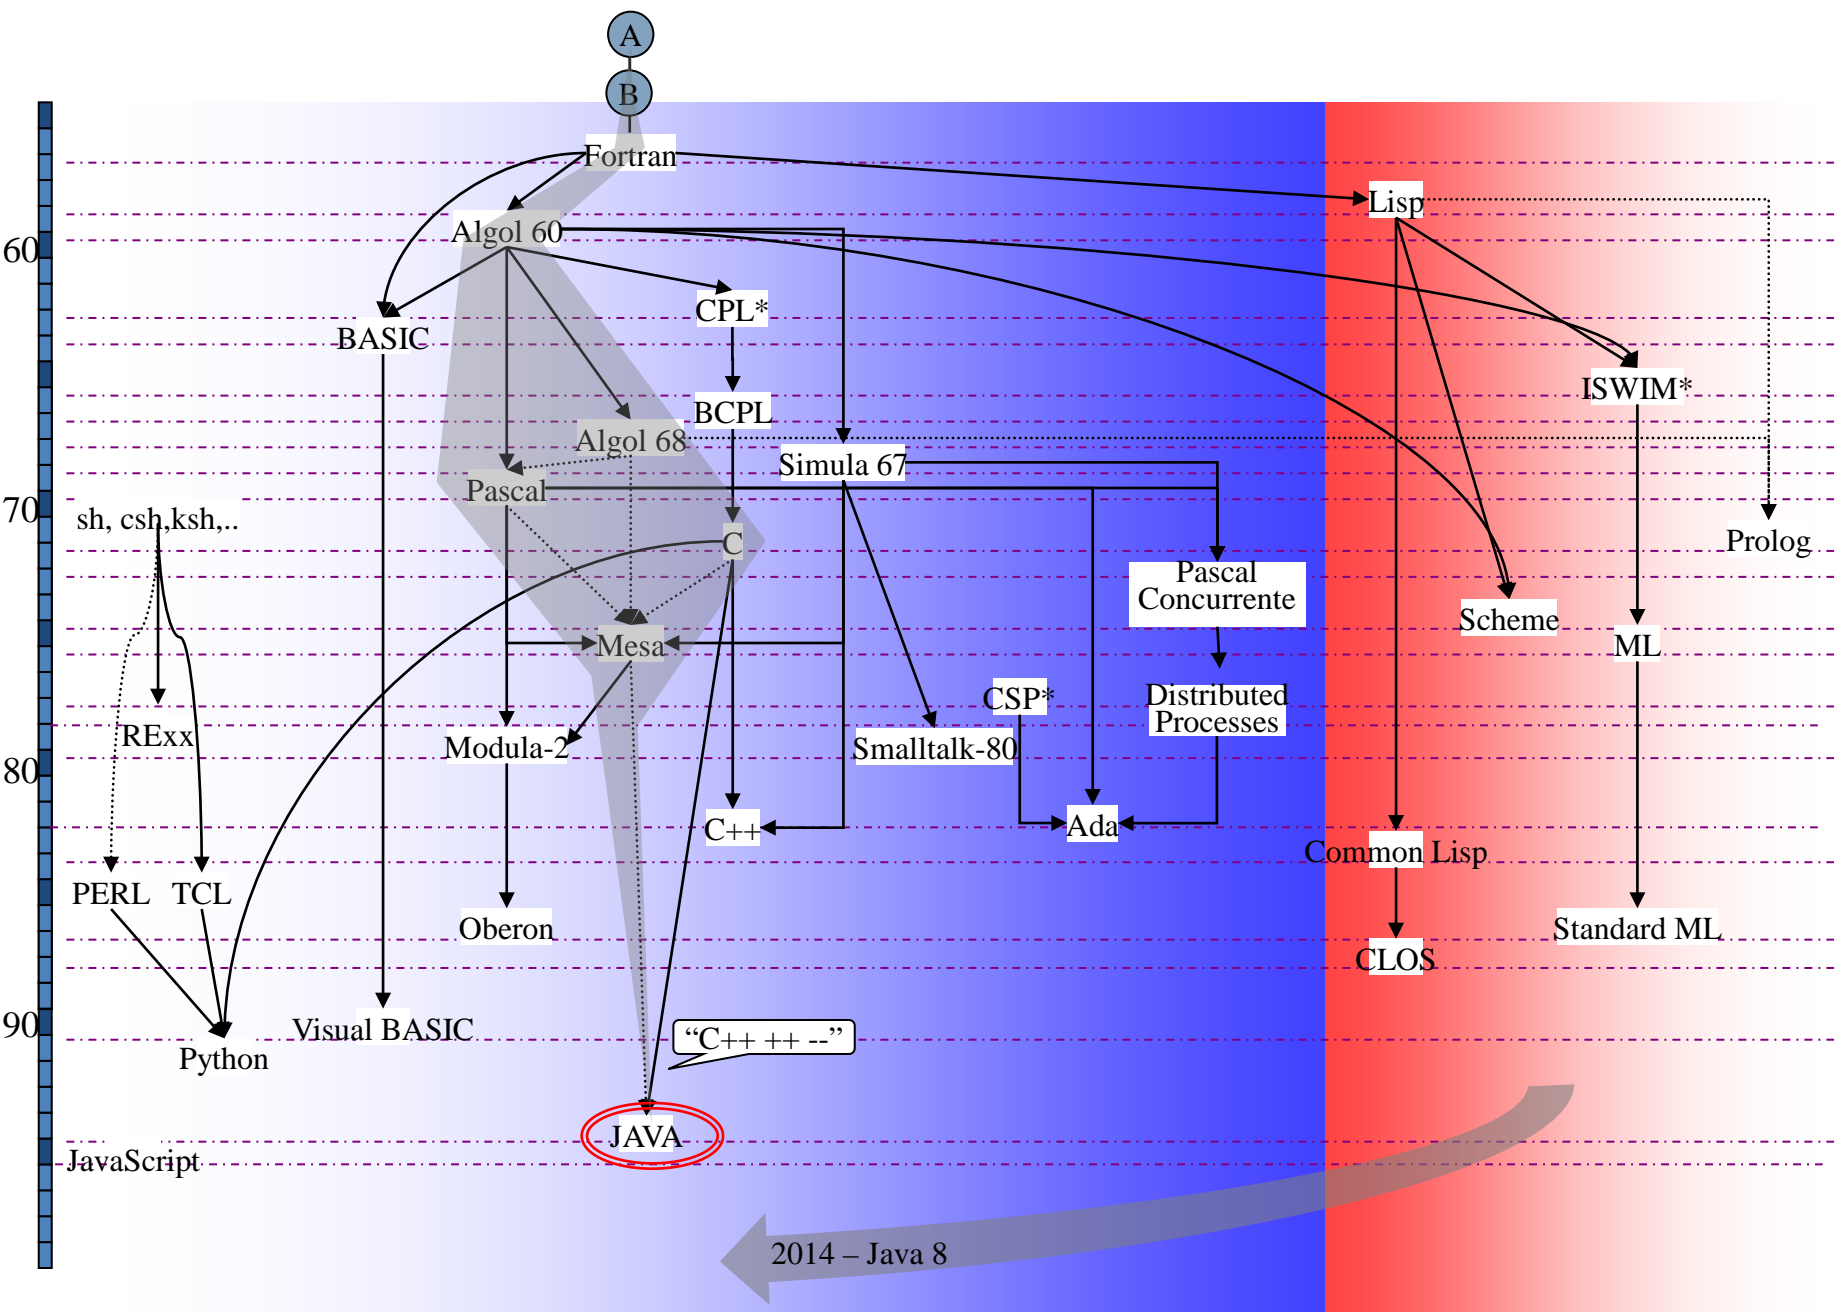 A
B
Fortran
Lisp
Algol 60
60
CPL*
BASIC
ISWIM*
BCPL
Algol 68
Simula 67
Pascal
70
sh, csh,ksh,..
C
Prolog
Pascal
Concurrente
Scheme
Mesa
ML
CSP*
Distributed
Processes
RExx
Modula-2
Smalltalk-80
80
C++
Ada
Common Lisp
PERL
TCL
Oberon
Standard ML
CLOS
90
Visual BASIC
“C++ ++ --”
Python
JAVA
JavaScript
2014 – Java 8